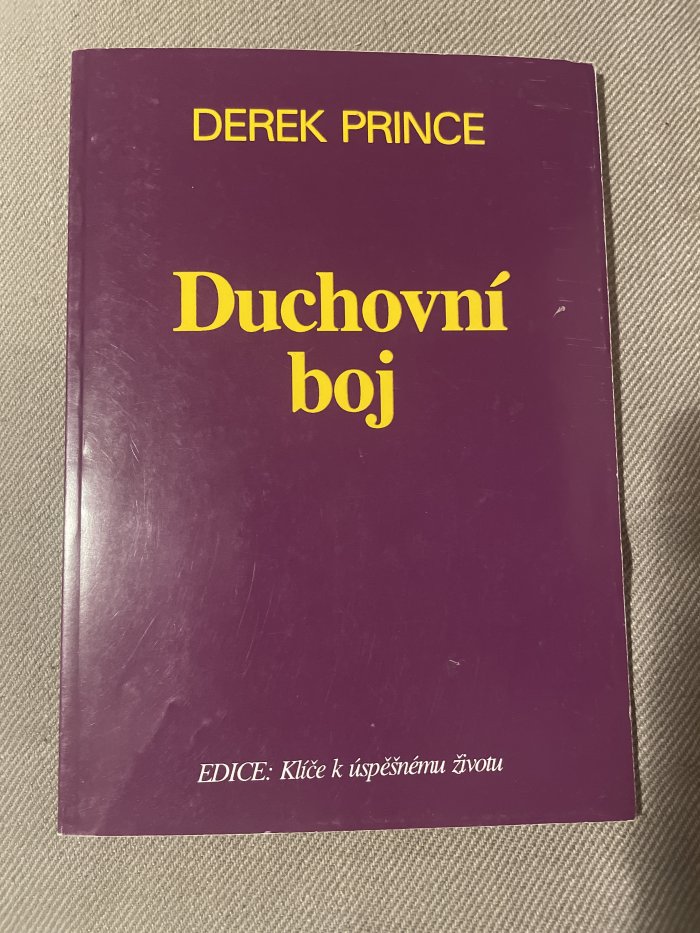 DEREK PRINCE
Duchovní
boj
EDICE: Klíče k úspěšnému životu